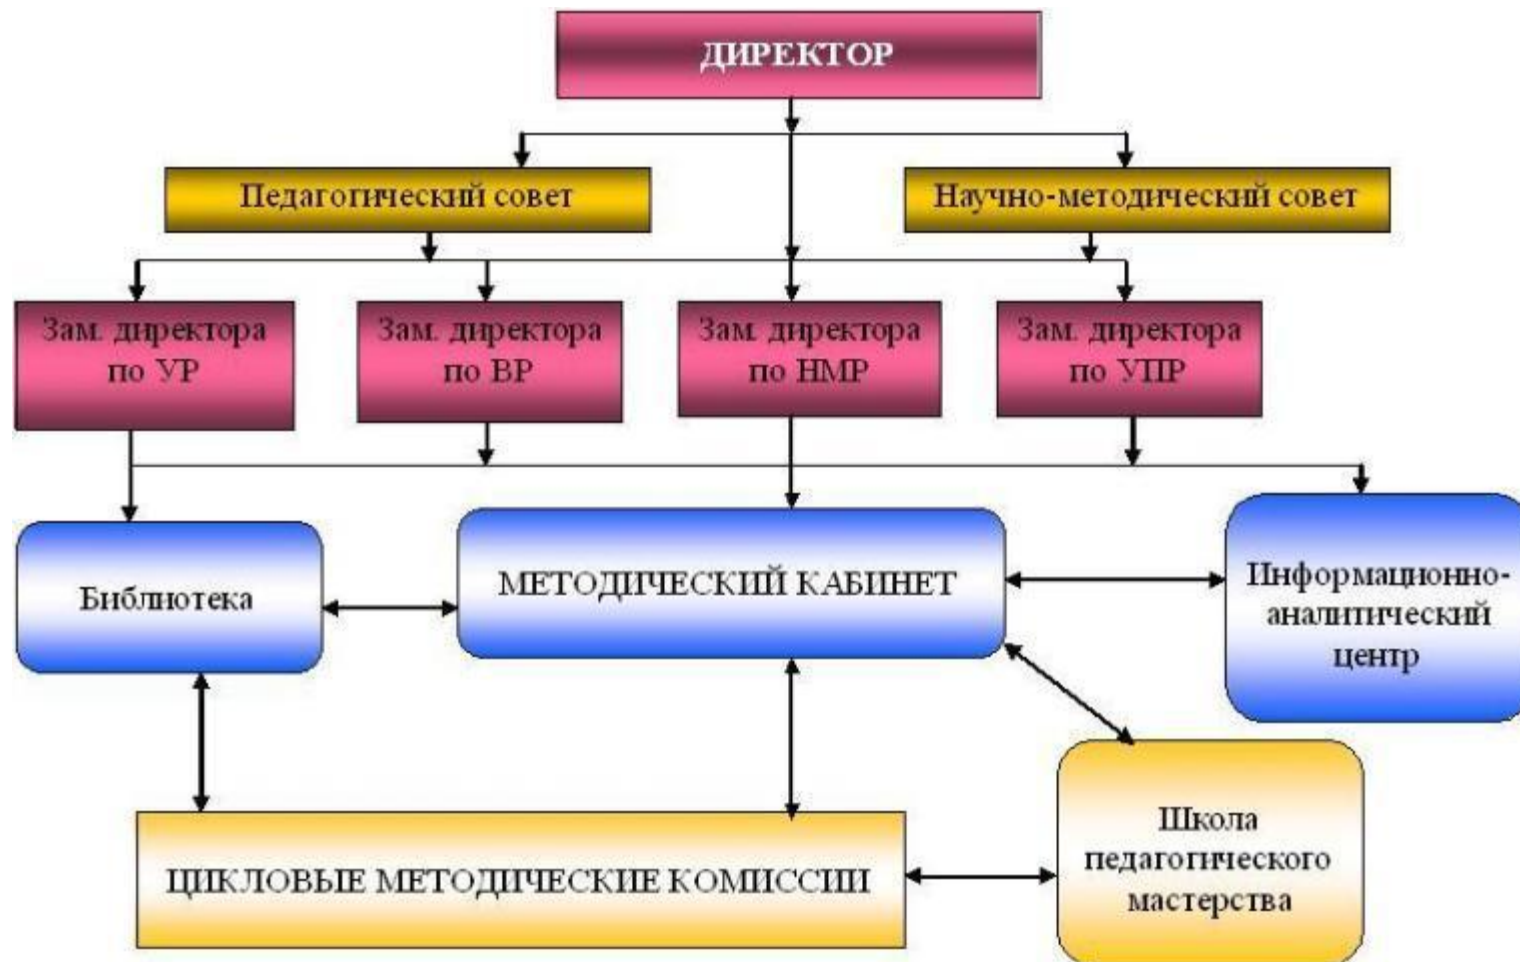 ДИРЕКТОР
Педагогический совет
Научно-методический совет
Зам. директора
по УР
Зам. директора
по ВР
Зам. директора
по НМР
Зам. директора
по УПР
Библиотека
МЕТОДИЧЕСКИЙ КАБИНЕТ
Информационно-
аналитический
центр
ЦИКЛОВЫЕ МЕТОДИЧЕСКИЕ КОМИССИИ
Школа
педагогического
мастерства